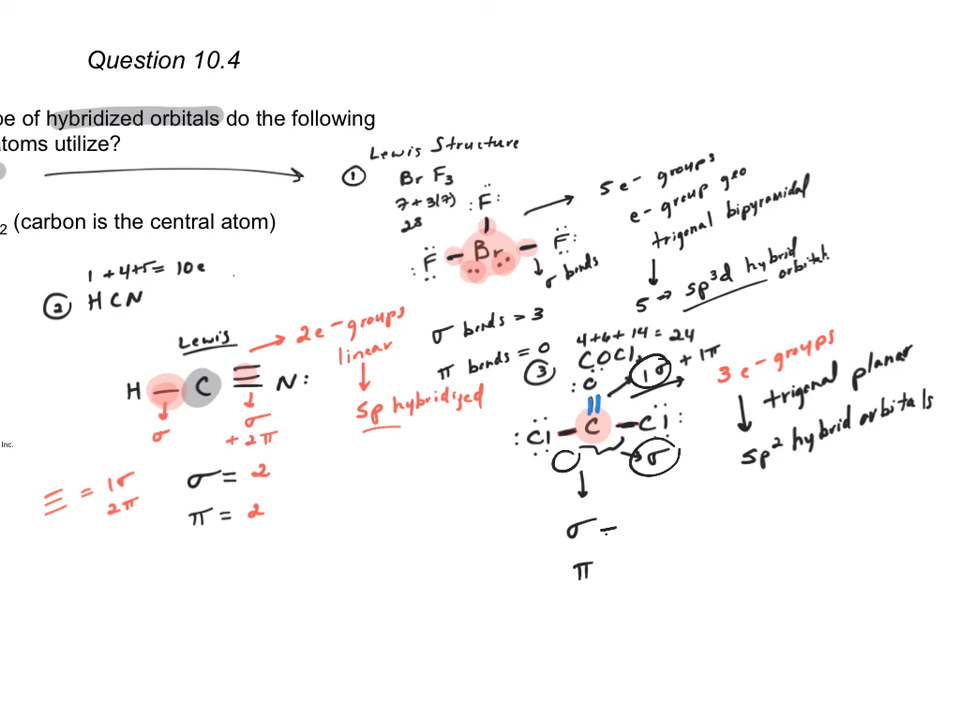 Question 10.4
pe of hybridized orbitals do the following
toms utilize?
2 (carbon is the central atom)
Lewis Structure
① Br F3
7 + 3(7)
28
:F:
:F — Br — F:
σ bonds
→ 5 e- groups
e- group geo
trigonal bipyramidal
5 → sp3d hybrid
orbitals
σ bonds = 3
π bonds = 0
1 + 4 + 5 = 10 e
② H C N
Lewis
→ 2 e- groups
linear
sp hybridized
H — C ≡ N:
σ
σ
+ 2π
≡ = 1σ
2π
σ = 2
π = 2
4 + 6 + 14 = 24
③ COCl2
:O
1σ + 1π
:Cl — C — Cl:
σ
→ 3 e- groups
trigonal planar
sp2 hybrid orbitals
σ =
π
Inc.